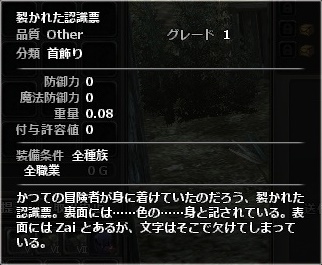 裂かれた認識票
品質 Other グレード 1
分類 首飾り
防御力 0
魔法防御力 0
重量 0.08
付与許容値 0
装備条件 全種族
全職業 0 G
かつての冒険者が身に着けていたのだろう、裂かれた
認識票。裏面には……色の……身と記されている。表
面には Zai とあるが、文字はそこで欠けてしまって
いる。